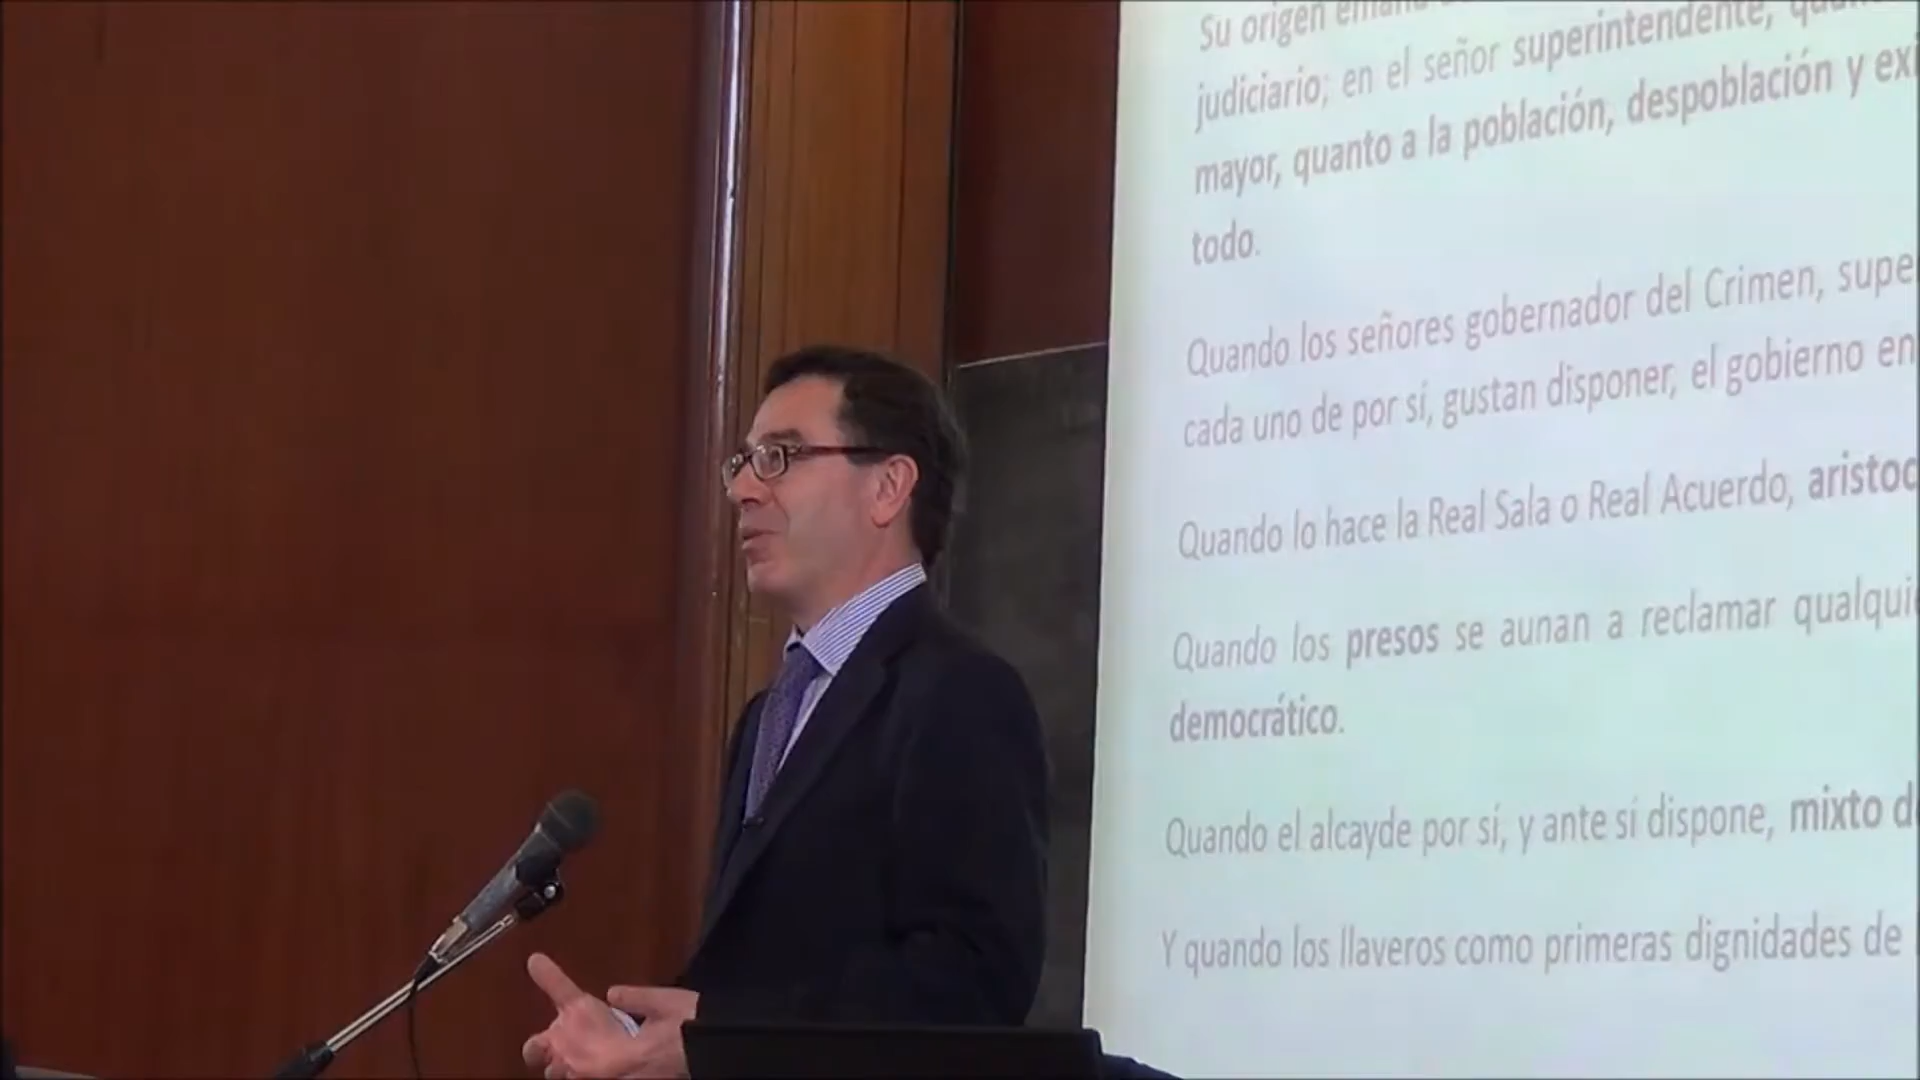 Su origen
judiciario; en el señor superintendente,
mayor, quanto a la población, despoblación y
todo.
Quando los señores gobernador del Crimen,
cada uno de por sí, gustan disponer, el gobierno en
Quando lo hace la Real Sala o Real Acuerdo,
Quando los presos se aunan a reclamar
democrático.
Quando el alcayde por sí, y ante si dispone, mixto
Y quando los llaveros como primeras dignidades de